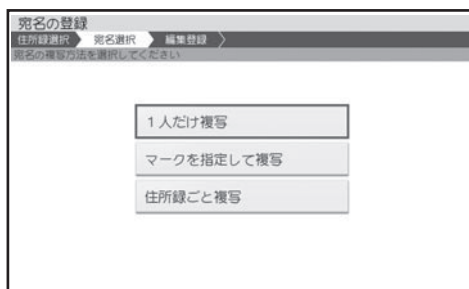 宛名の登録
住所録選択 宛名選択 編集登録
宛名の複写方法を選択してください
1人だけ複写
マークを指定して複写
住所録ごと複写